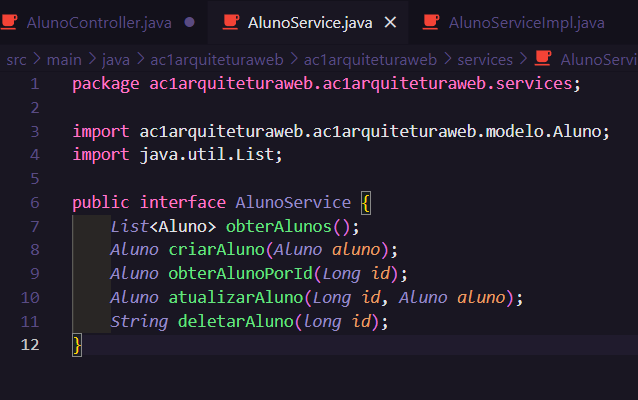 AlunoController.java
AlunoService.java
AlunoServiceImpl.java
src > main > java > ac1arquiteturaweb > ac1arquiteturaweb > services > AlunoServi
1 package ac1arquiteturaweb.ac1arquiteturaweb.services;
2
3 import ac1arquiteturaweb.ac1arquiteturaweb.modelo.Aluno;
4 import java.util.List;
5
6 public interface AlunoService {
7 List<Aluno> obterAlunos();
8 Aluno criarAluno(Aluno aluno);
9 Aluno obterAlunoPorId(Long id);
10 Aluno atualizarAluno(Long id, Aluno aluno);
11 String deletarAluno(long id);
12 }